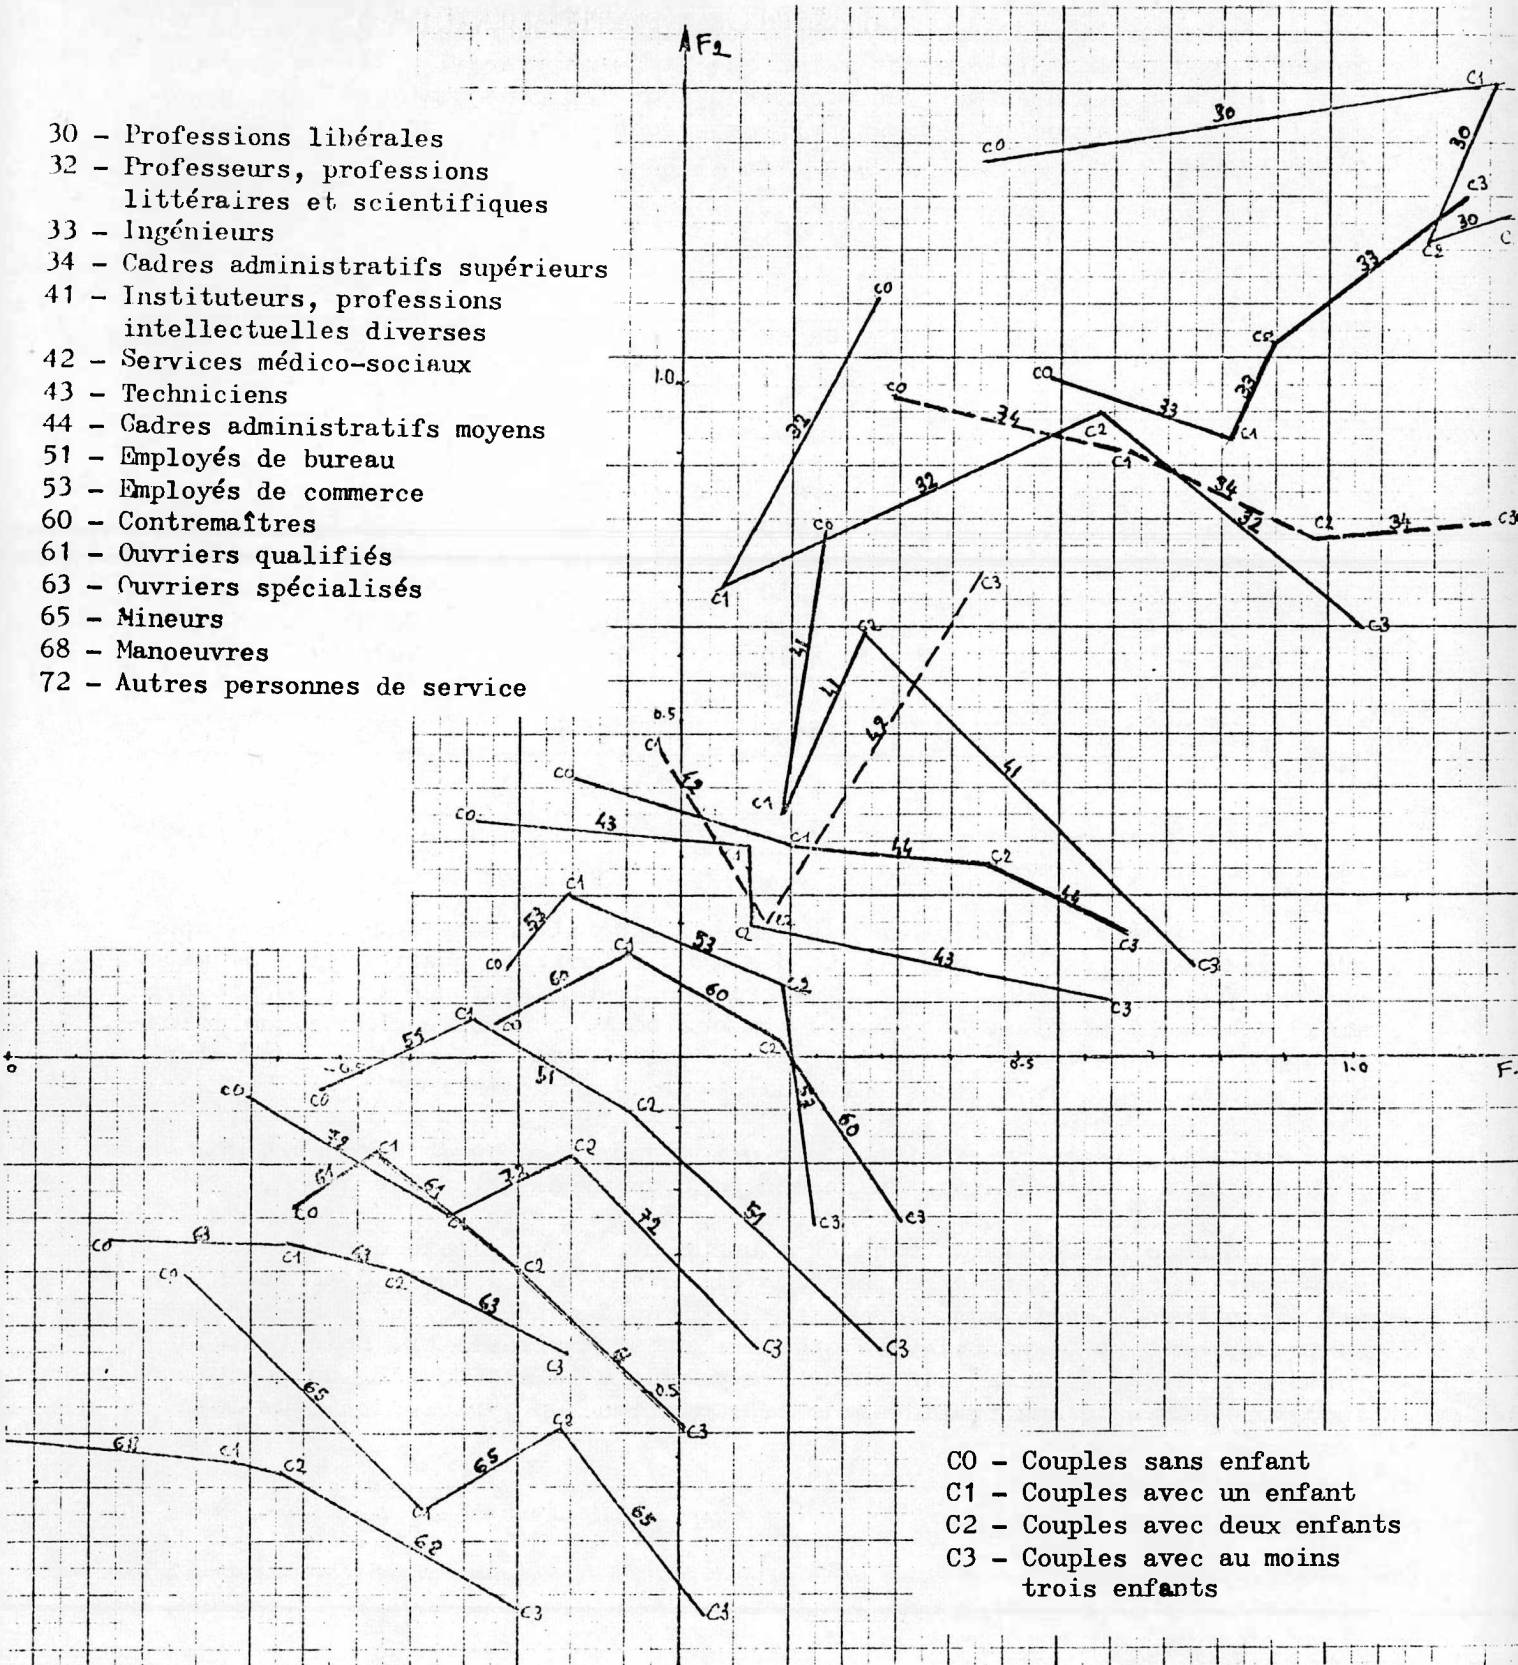 F2
30 – Professions libérales
32 – Professeurs, professions
littéraires et scientifiques
33 – Ingénieurs
34 – Cadres administratifs supérieurs
41 – Instituteurs, professions
intellectuelles diverses
42 – Services médico-sociaux
43 – Techniciens
44 – Cadres administratifs moyens
51 – Employés de bureau
53 – Employés de commerce
60 – Contremaîtres
61 – Ouvriers qualifiés
63 – Ouvriers spécialisés
65 – Mineurs
68 – Manoeuvres
72 – Autres personnes de service
C0 30 C1 30 C2 30
C0 33 C1 33 33 C3
C0 32 C1 32 C2 32 C3
C0 34 C1 34 C2 34 C3
1.0
C0 41 C1 41 C2 41 C3
0.5
C1 42 42 C3
C0 C1 44 C2 44 C3
C0 43 C2 43 C3
C0 53 C1 53 C2 53 C3
C0 60 C1 60 C2 60 C3
0.5 1.0
C0 C1 51 C2 51 C3
C0 72 72 C2 72 C3
C0 61 C1 61 C2 C3
C0 63 C1 63 C2 63 C3
0.5
C0 65 C1 65 C2 65 C3
C1 C2 C3
C0 – Couples sans enfant
C1 – Couples avec un enfant
C2 – Couples avec deux enfants
C3 – Couples avec au moins
trois enfants